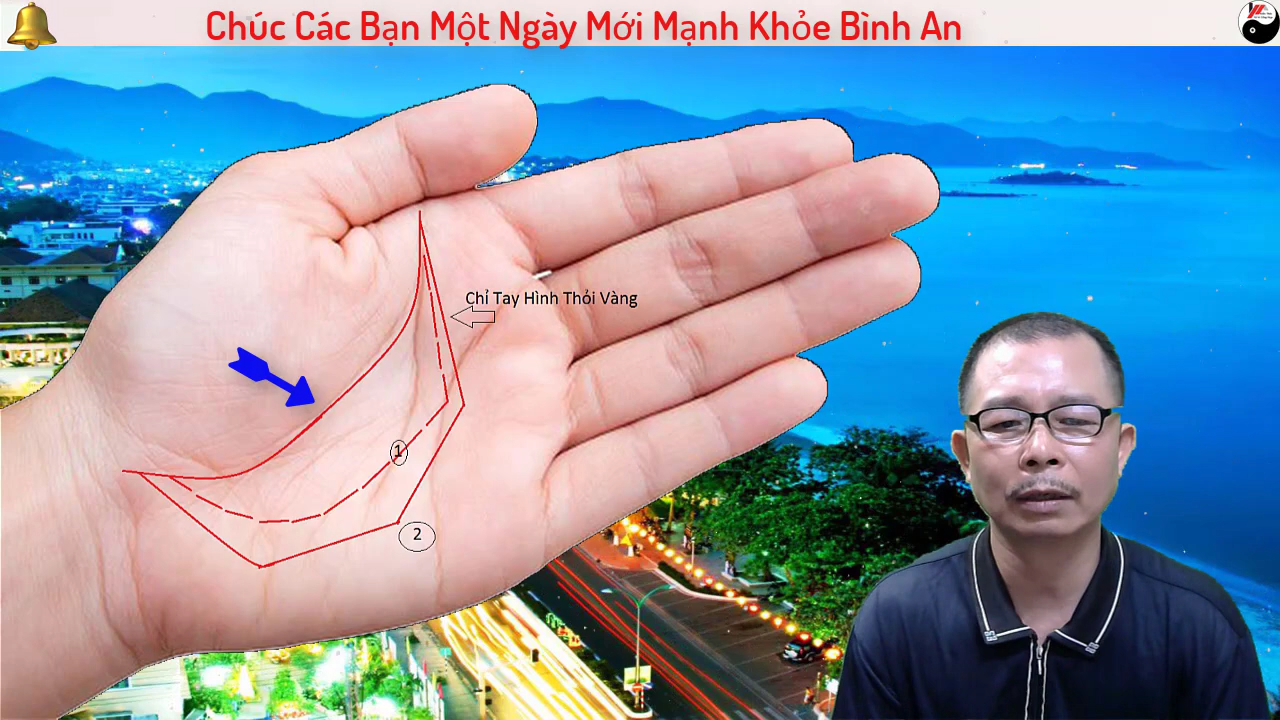 Chúc Các Bạn Một Ngày Mới Mạnh Khỏe Bình An
Chỉ Tay Hình Thỏi Vàng
1
2